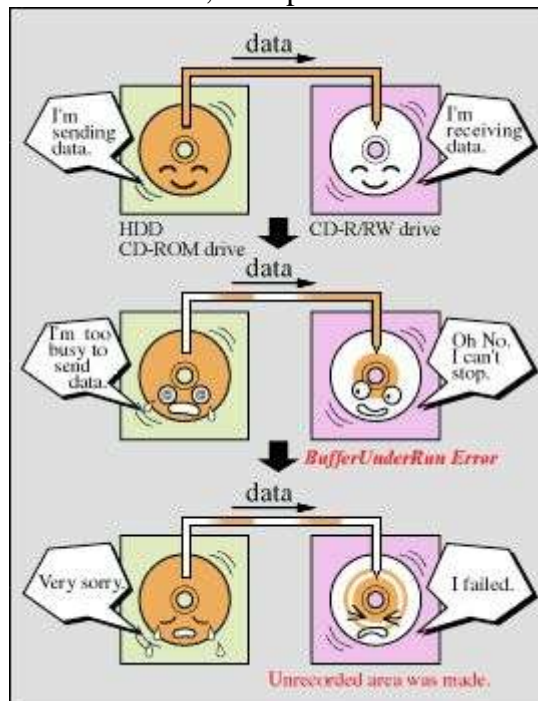 data
I'm
sending
data.
I'm
receiving
data.
HDD
CD-ROM drive
CD-R/RW drive
data
I'm too
busy to
send
data.
Oh No.
I can't
stop.
BufferUnderRun Error
data
Very sorry.
I failed.
Unrecorded area was made.